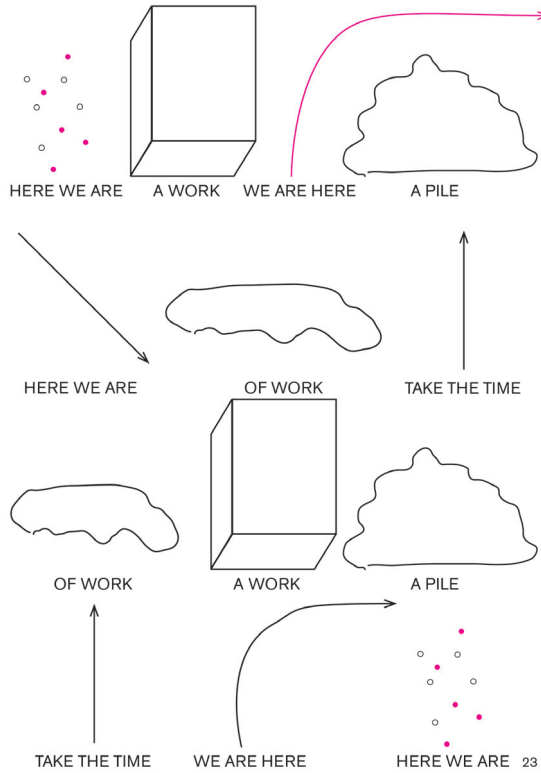 HERE WE ARE A WORK WE ARE HERE A PILE
HERE WE ARE OF WORK TAKE THE TIME
OF WORK A WORK A PILE
TAKE THE TIME WE ARE HERE HERE WE ARE 23